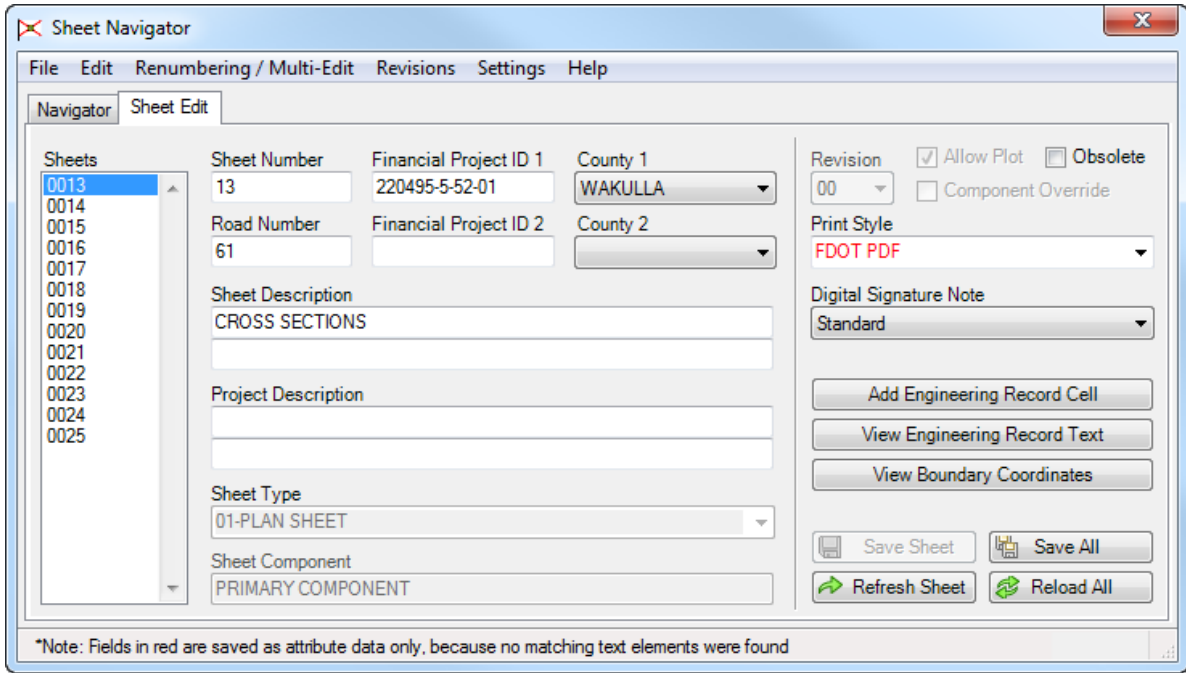 Sheet Navigator
File Edit Renumbering / Multi-Edit Revisions Settings Help
Navigator Sheet Edit
Sheets
0013
0014
0015
0016
0017
0018
0019
0020
0021
0022
0023
0024
0025
Sheet Number Financial Project ID 1 County 1
13 220495-5-52-01 WAKULLA
Road Number Financial Project ID 2 County 2
61
Sheet Description
CROSS SECTIONS
Project Description
Sheet Type
01-PLAN SHEET
Sheet Component
PRIMARY COMPONENT
Revision Allow Plot Obsolete
00 Component Override
Print Style
FDOT PDF
Digital Signature Note
Standard
Add Engineering Record Cell
View Engineering Record Text
View Boundary Coordinates
Save Sheet Save All
Refresh Sheet Reload All
*Note: Fields in red are saved as attribute data only, because no matching text elements were found